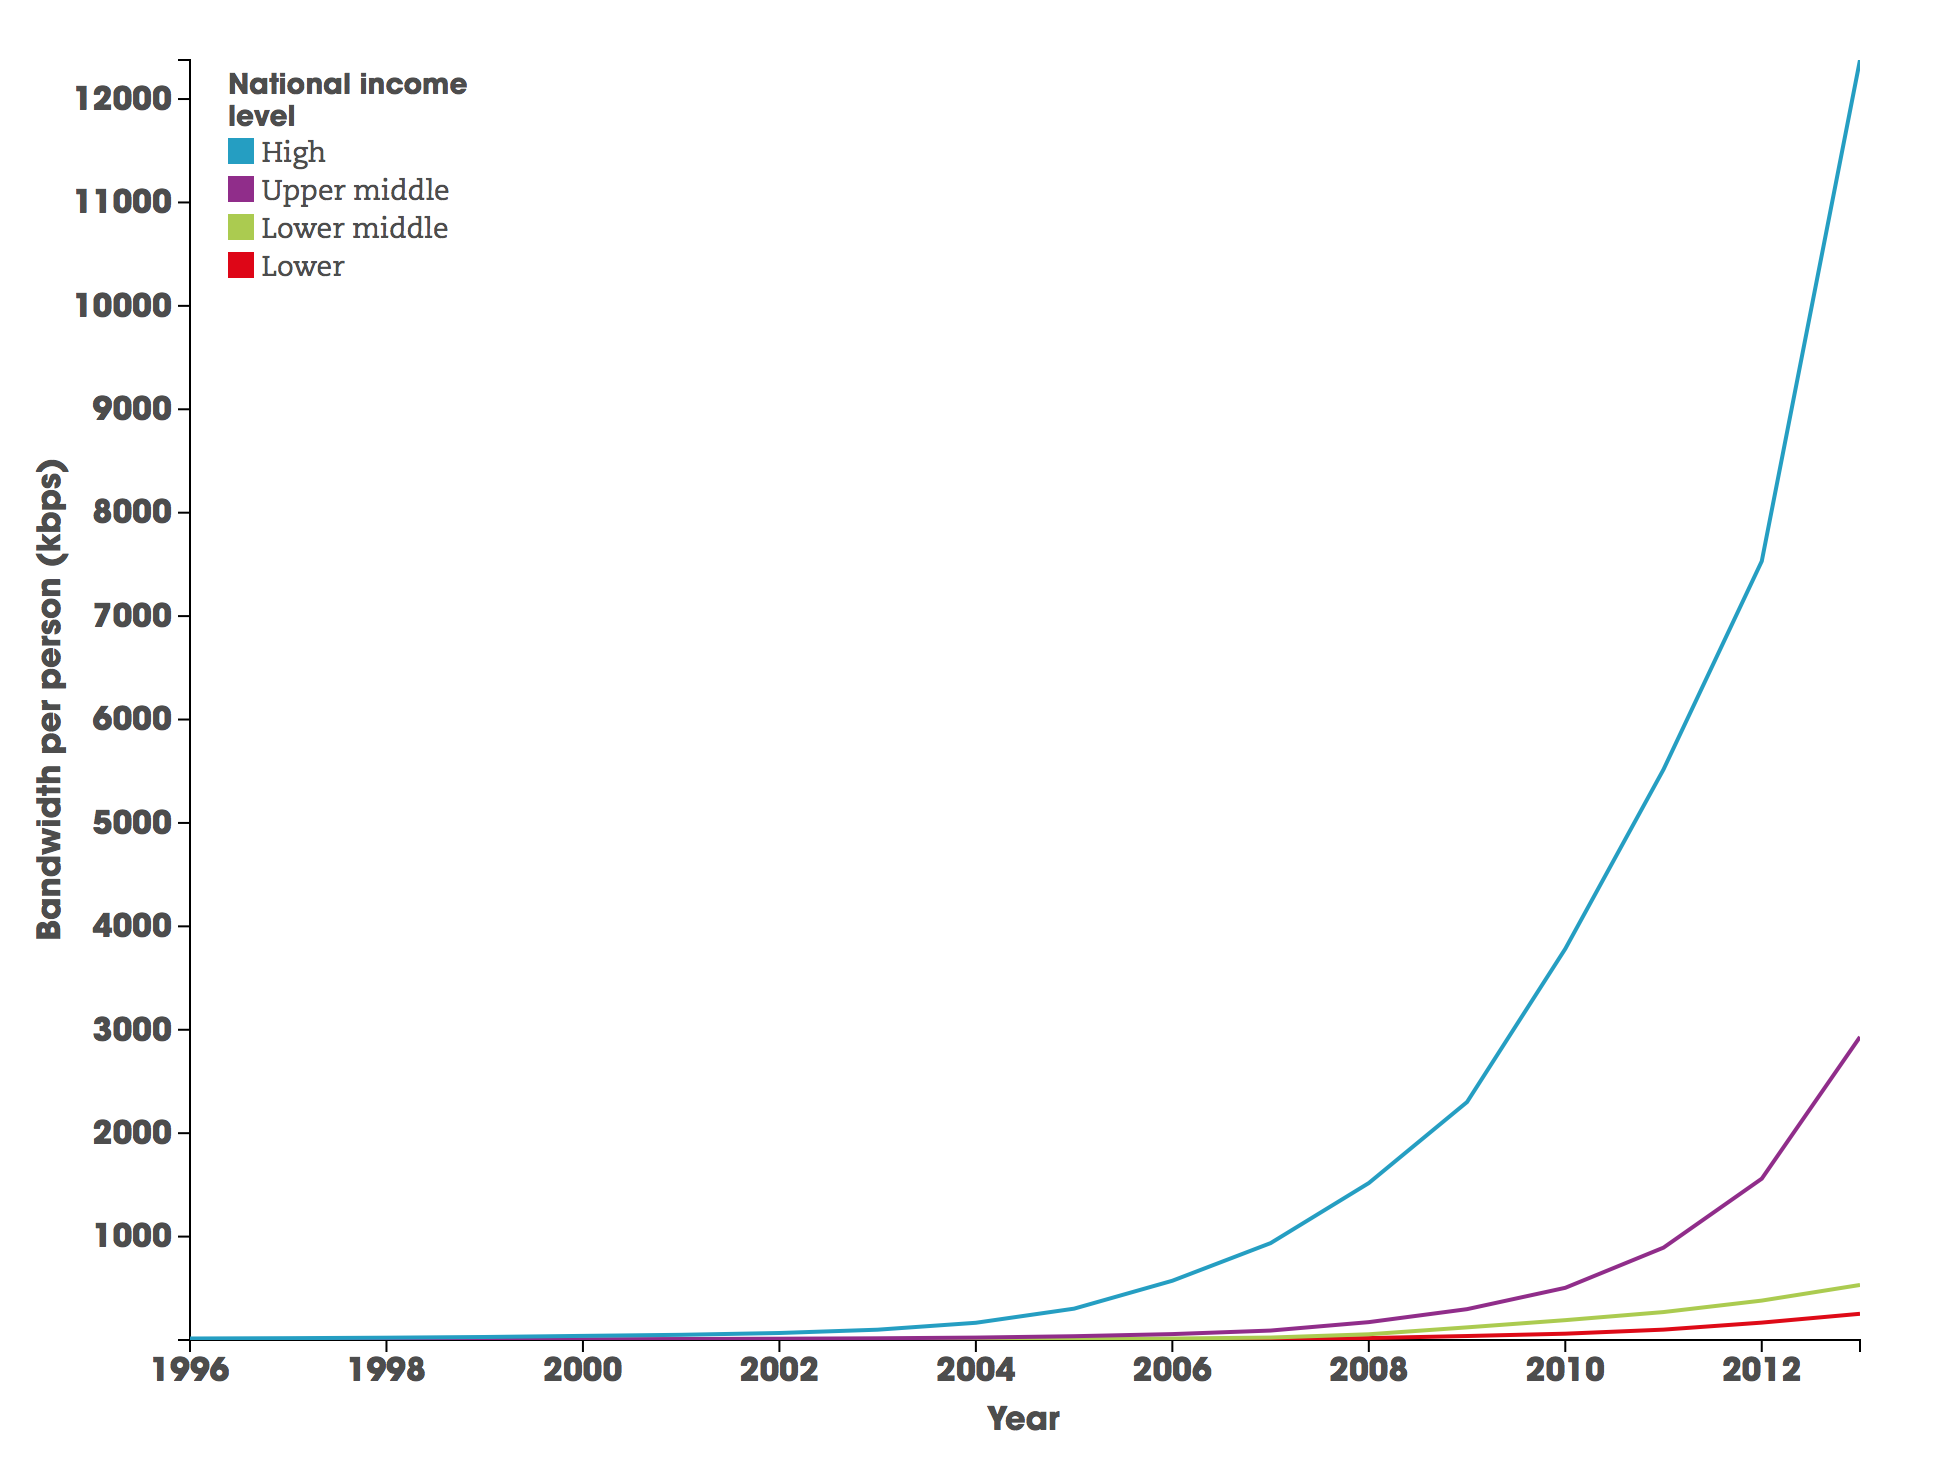 National income
level
High
Upper middle
Lower middle
Lower
12000
11000
10000
9000
8000
7000
6000
5000
4000
3000
2000
1000
Bandwidth per person (kbps)
1996 1998 2000 2002 2004 2006 2008 2010 2012
Year